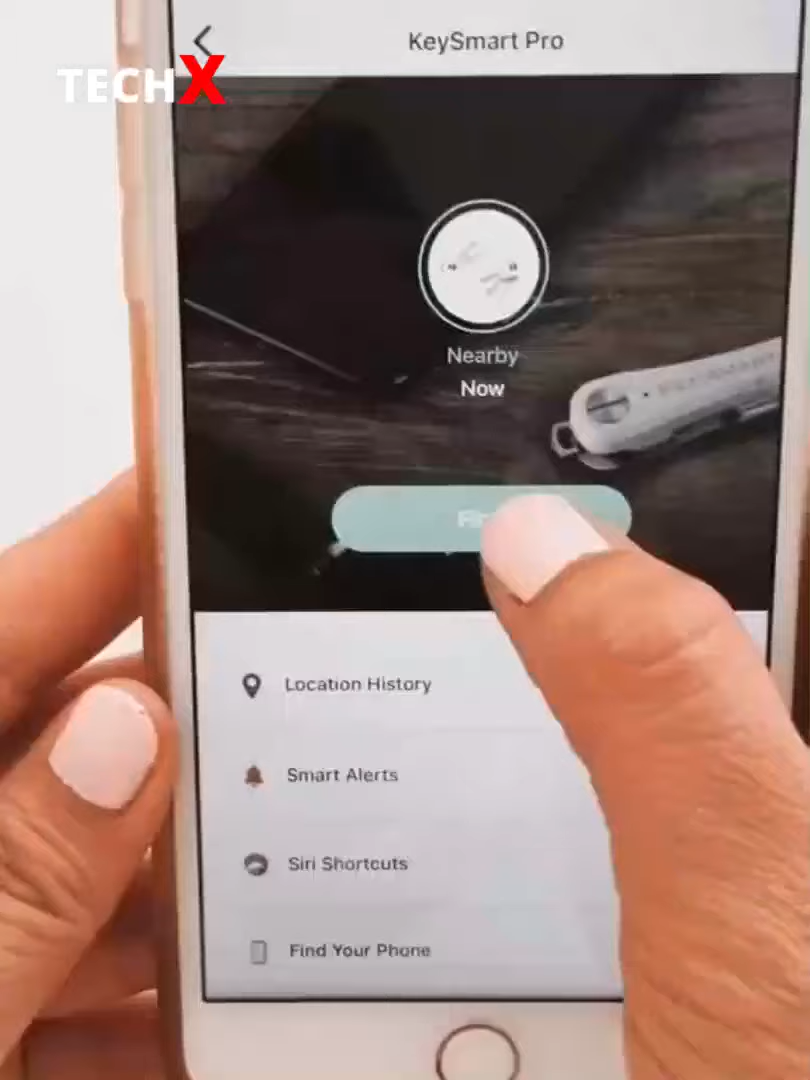 KeySmart Pro
TECHX
Nearby
Now
Location History
Smart Alerts
Siri Shortcuts
Find Your Phone